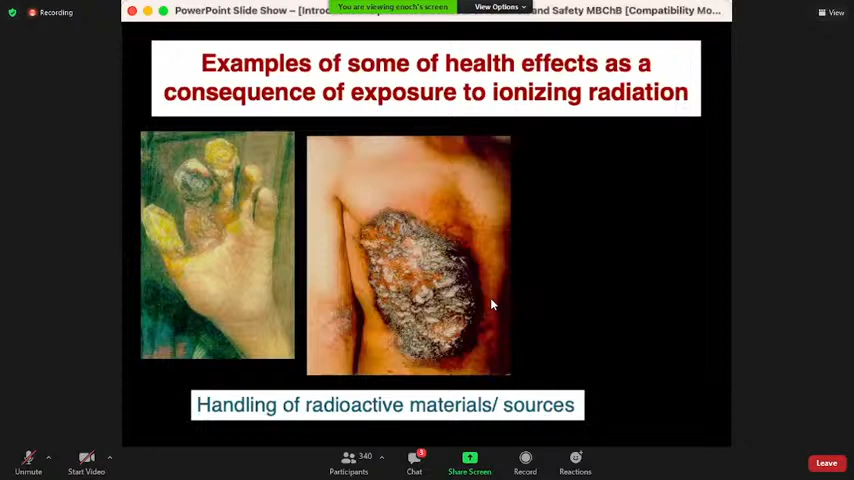 PowerPoint Slide Show – [Intro
You are viewing enoch's screen
View Options
and Safety MBChB [Compatibility Mo...
Recording
View
Examples of some of health effects as a
consequence of exposure to ionizing radiation
Handling of radioactive materials/ sources
Unmute
Start Video
340
Participants
3
Chat
Share Screen
Record
Reactions
Leave